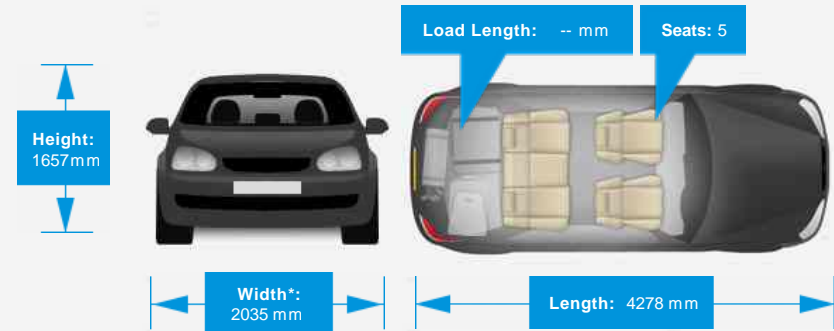 Load Length: -- mm
Seats: 5
Height:
1657mm
Width*:
2035 mm
Length: 4278 mm